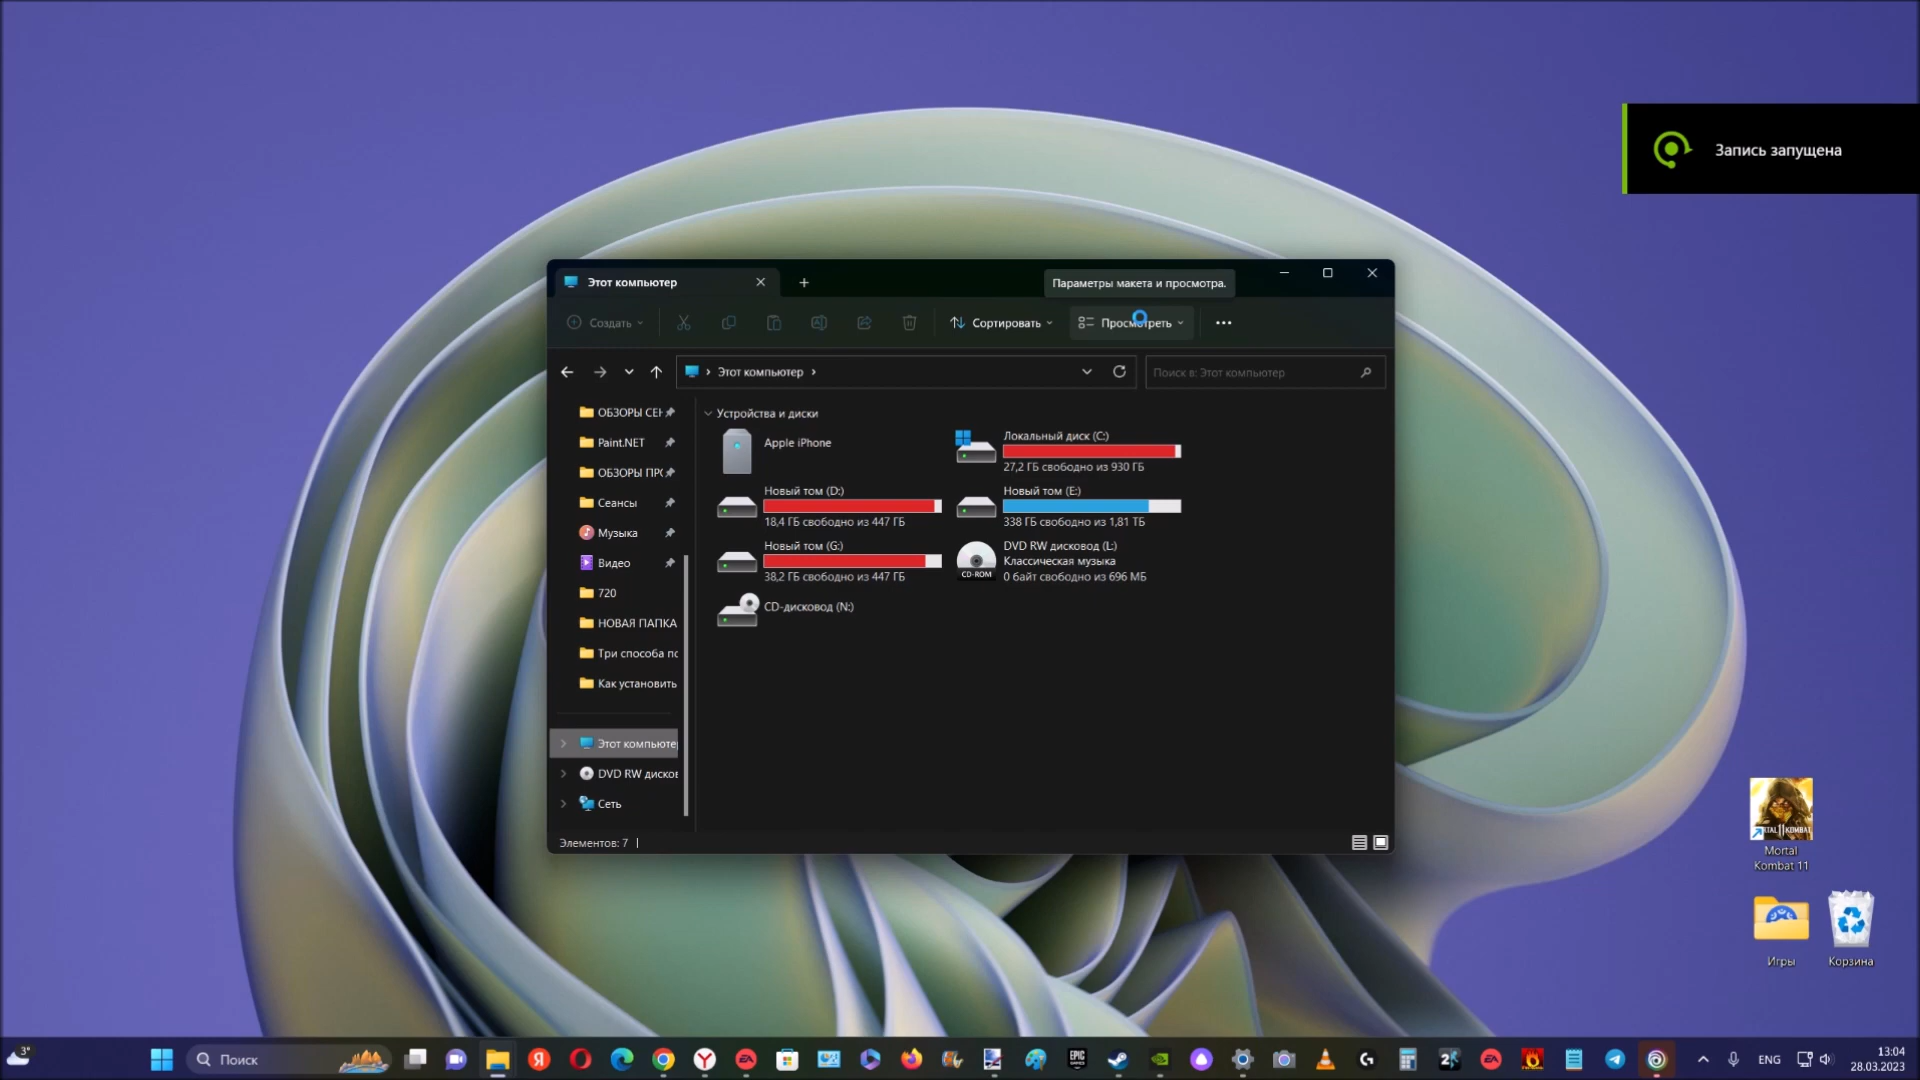 Запись запущена
Этот компьютер
Параметры макета и просмотра.
Создать
Сортировать
Просмотреть
Этот компьютер
Поиск в: Этот компьютер
ОБЗОРЫ СЕН
Paint.NET
ОБЗОРЫ ПРО
Сеансы
Музыка
Видео
720
НОВАЯ ПАПКА
Три способа по
Как установить
Этот компьютер
DVD RW дисков
Сеть
Устройства и диски
Apple iPhone
Локальный диск (C:)
27,2 ГБ свободно из 930 ГБ
Новый том (D:)
18,4 ГБ свободно из 447 ГБ
Новый том (E:)
338 ГБ свободно из 1,81 ТБ
Новый том (G:)
38,2 ГБ свободно из 447 ГБ
CD-ROM
DVD RW дисковод (L:)
Классическая музыка
0 байт свободно из 696 МБ
CD-дисковод (N:)
Элементов: 7
Mortal
Kombat 11
Игры
Корзина
3°
Поиск
EPIC
ENG
13:04
28.03.2023